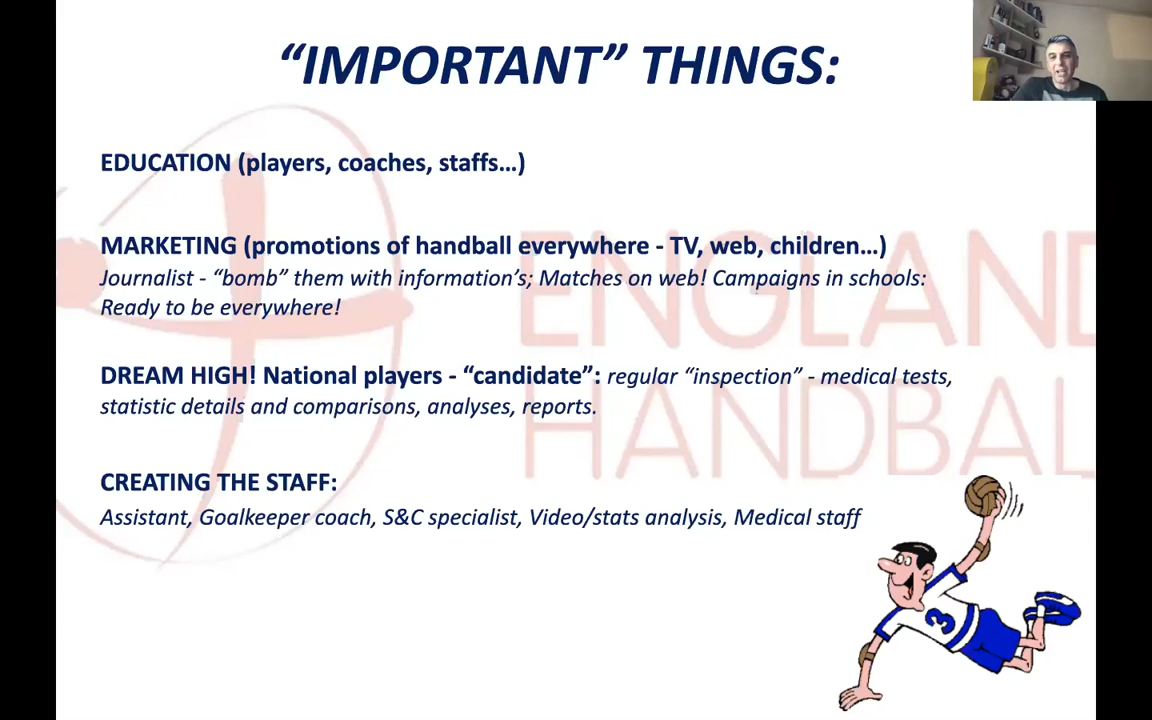 “IMPORTANT” THINGS:
EDUCATION (players, coaches, staffs…)
MARKETING (promotions of handball everywhere - TV, web, children…)
Journalist - “bomb” them with information’s; Matches on web! Campaigns in schools:
Ready to be everywhere!
DREAM HIGH! National players - “candidate”: regular “inspection” - medical tests,
statistic details and comparisons, analyses, reports.
CREATING THE STAFF:
Assistant, Goalkeeper coach, S&C specialist, Video/stats analysis, Medical staff
ENGLAND
HANDBAL
3